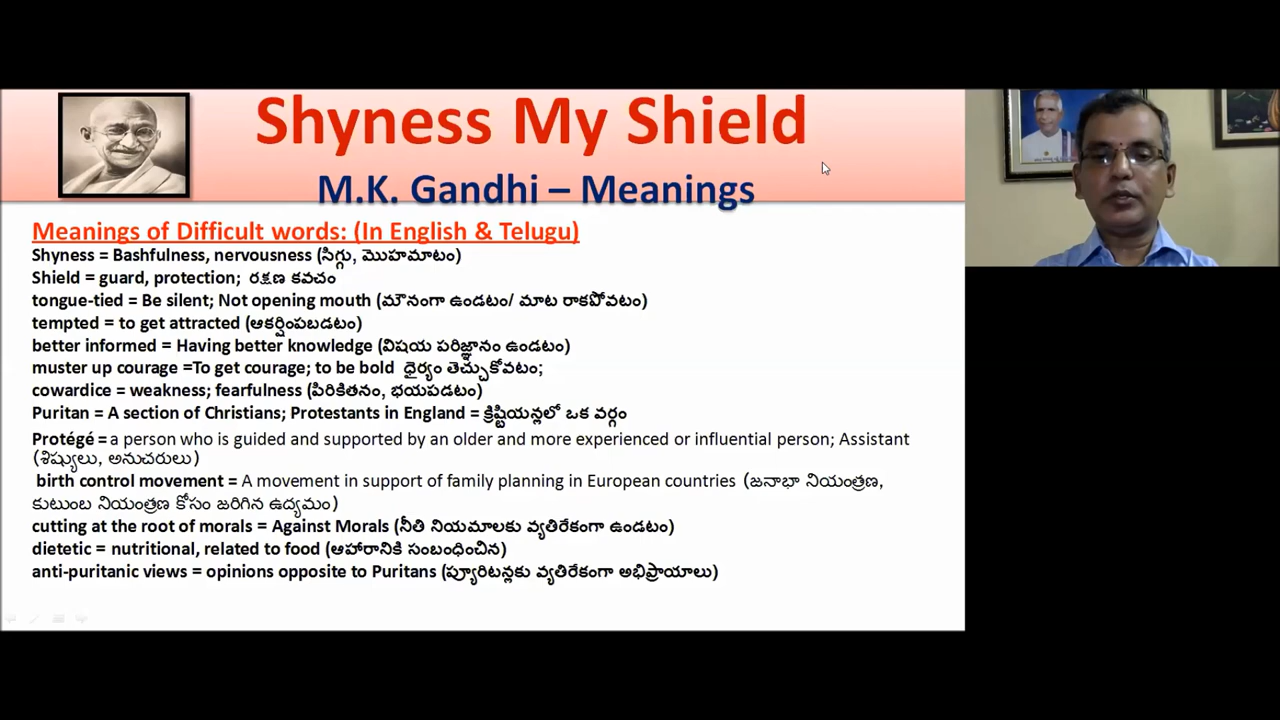 Shyness My Shield
M.K. Gandhi – Meanings
Meanings of Difficult words: (In English & Telugu)
Shyness = Bashfulness, nervousness (సిగ్గు, మొహమాటం)
Shield = guard, protection; రక్షణ కవచం
tongue-tied = Be silent; Not opening mouth (మౌనంగా ఉండటం/ మాట రాకపోవటం)
tempted = to get attracted (ఆకర్షింపబడటం)
better informed = Having better knowledge (విషయ పరిజ్ఞానం ఉండటం)
muster up courage =To get courage; to be bold ధైర్యం తెచ్చుకోవటం;
cowardice = weakness; fearfulness (పిరికితనం, భయపడటం)
Puritan = A section of Christians; Protestants in England = క్రిష్టియన్లలో ఒక వర్గం
Protégé = a person who is guided and supported by an older and more experienced or influential person; Assistant
(శిష్యులు, అనుచరులు)
birth control movement = A movement in support of family planning in European countries (జనాభా నియంత్రణ,
కుటుంబ నియంత్రణ కోసం జరిగిన ఉద్యమం)
cutting at the root of morals = Against Morals (నీతి నియమాలకు వ్యతిరేకంగా ఉండటం)
dietetic = nutritional, related to food (ఆహారానికి సంబంధించిన)
anti-puritanic views = opinions opposite to Puritans (ప్యూరిటన్లకు వ్యతిరేకంగా అభిప్రాయాలు)